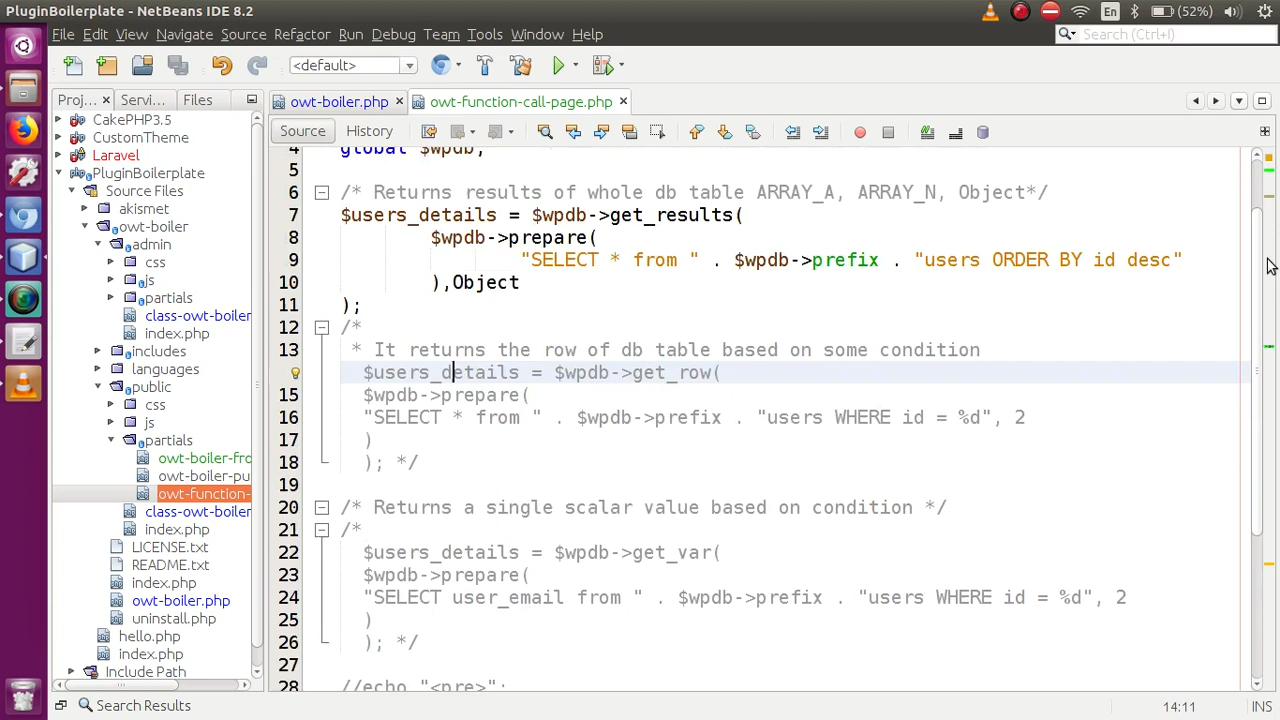 PluginBoilerplate - NetBeans IDE 8.2
En (52%)
File Edit View Navigate Source Refactor Run Debug Team Tools Window Help
Search (Ctrl+I)
<default>
Proj... Servi... Files
owt-boiler.php owt-function-call-page.php
Source History
CakePHP3.5
CustomTheme
Laravel
PluginBoilerplate
Source Files
akismet
owt-boiler
admin
css
js
partials
class-owt-boiler
index.php
includes
languages
public
css
js
partials
owt-boiler-fro
owt-boiler-pu
owt-function-
class-owt-boiler
index.php
LICENSE.txt
README.txt
index.php
owt-boiler.php
uninstall.php
hello.php
index.php
Include Path
4 global $wpdb;
5
6 /* Returns results of whole db table ARRAY_A, ARRAY_N, Object*/
7 $users_details = $wpdb->get_results(
8 $wpdb->prepare(
9 "SELECT * from " . $wpdb->prefix . "users ORDER BY id desc"
10 ),Object
11 );
12 /*
13 * It returns the row of db table based on some condition
$users_details = $wpdb->get_row(
15 $wpdb->prepare(
16 "SELECT * from " . $wpdb->prefix . "users WHERE id = %d", 2
17 )
18 ); */
19
20 /* Returns a single scalar value based on condition */
21 /*
22 $users_details = $wpdb->get_var(
23 $wpdb->prepare(
24 "SELECT user_email from " . $wpdb->prefix . "users WHERE id = %d", 2
25 )
26 ); */
27
28 //echo "<pre>";
Search Results
14:11 INS